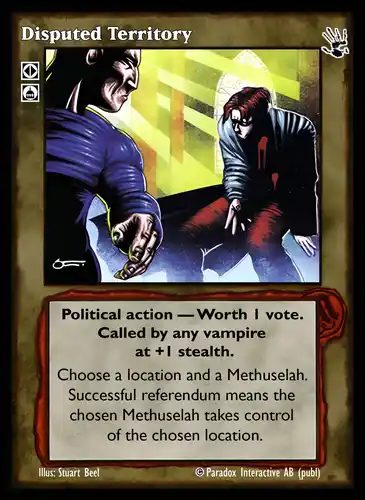 Disputed Territory
Political action — Worth 1 vote.
Called by any vampire
at +1 stealth.
Choose a location and a Methuselah.
Successful referendum means the
chosen Methuselah takes control
of the chosen location.
Illus: Stuart Beel
© Paradox Interactive AB (publ)